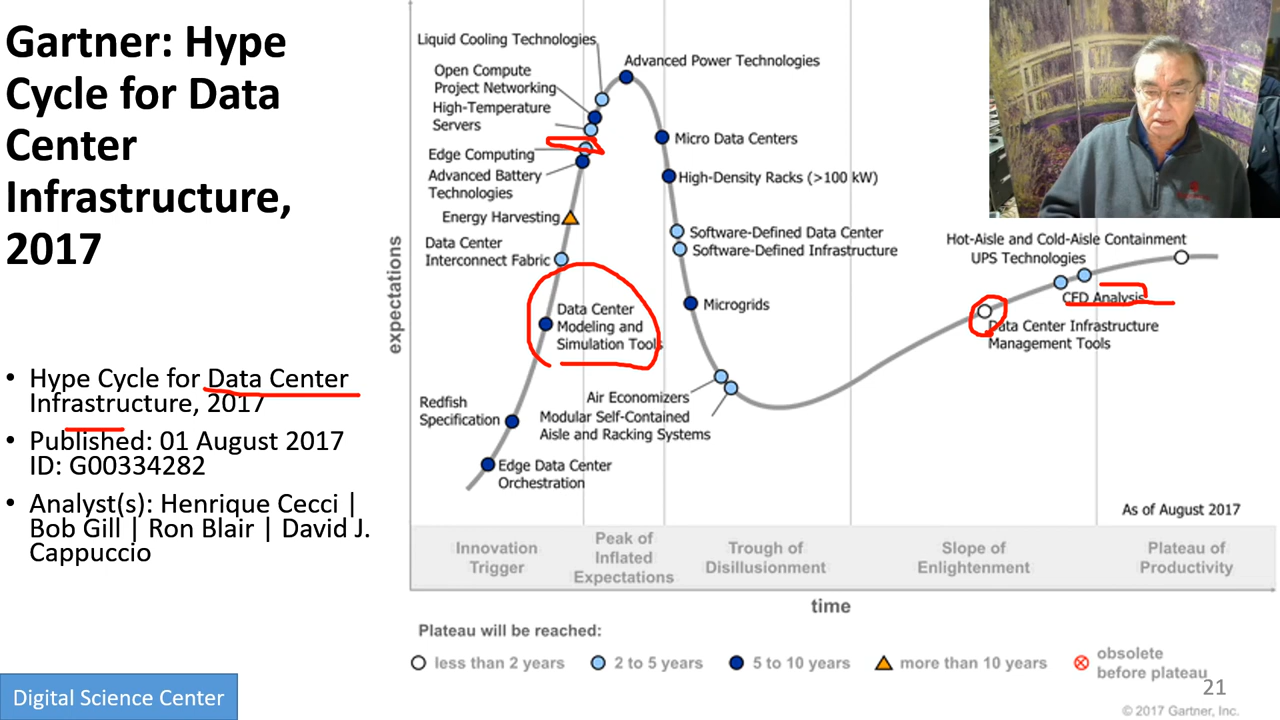 Gartner: Hype
Cycle for Data
Center
Infrastructure,
2017
• Hype Cycle for Data Center
Infrastructure, 2017
• Published: 01 August 2017
ID: G00334282
• Analyst(s): Henrique Cecci |
Bob Gill | Ron Blair | David J.
Cappuccio
Digital Science Center
expectations
Liquid Cooling Technologies
Open Compute
Project Networking
High-Temperature
Servers
Edge Computing
Advanced Battery
Technologies
Energy Harvesting
Data Center
Interconnect Fabric
Data Center
Modeling and
Simulation Tools
Redfish
Specification
Edge Data Center
Orchestration
Advanced Power Technologies
Micro Data Centers
High-Density Racks (>100 kW)
Software-Defined Data Center
Software-Defined Infrastructure
Microgrids
Air Economizers
Modular Self-Contained
Aisle and Racking Systems
Hot-Aisle and Cold-Aisle Containment
UPS Technologies
CFD Analysis
Data Center Infrastructure
Management Tools
As of August 2017
Innovation
Trigger
Peak of
Inflated
Expectations
Trough of
Disillusionment
Slope of
Enlightenment
Plateau of
Productivity
time
Plateau will be reached:
less than 2 years
2 to 5 years
5 to 10 years
more than 10 years
obsolete
before plateau
21
© 2017 Gartner, Inc.